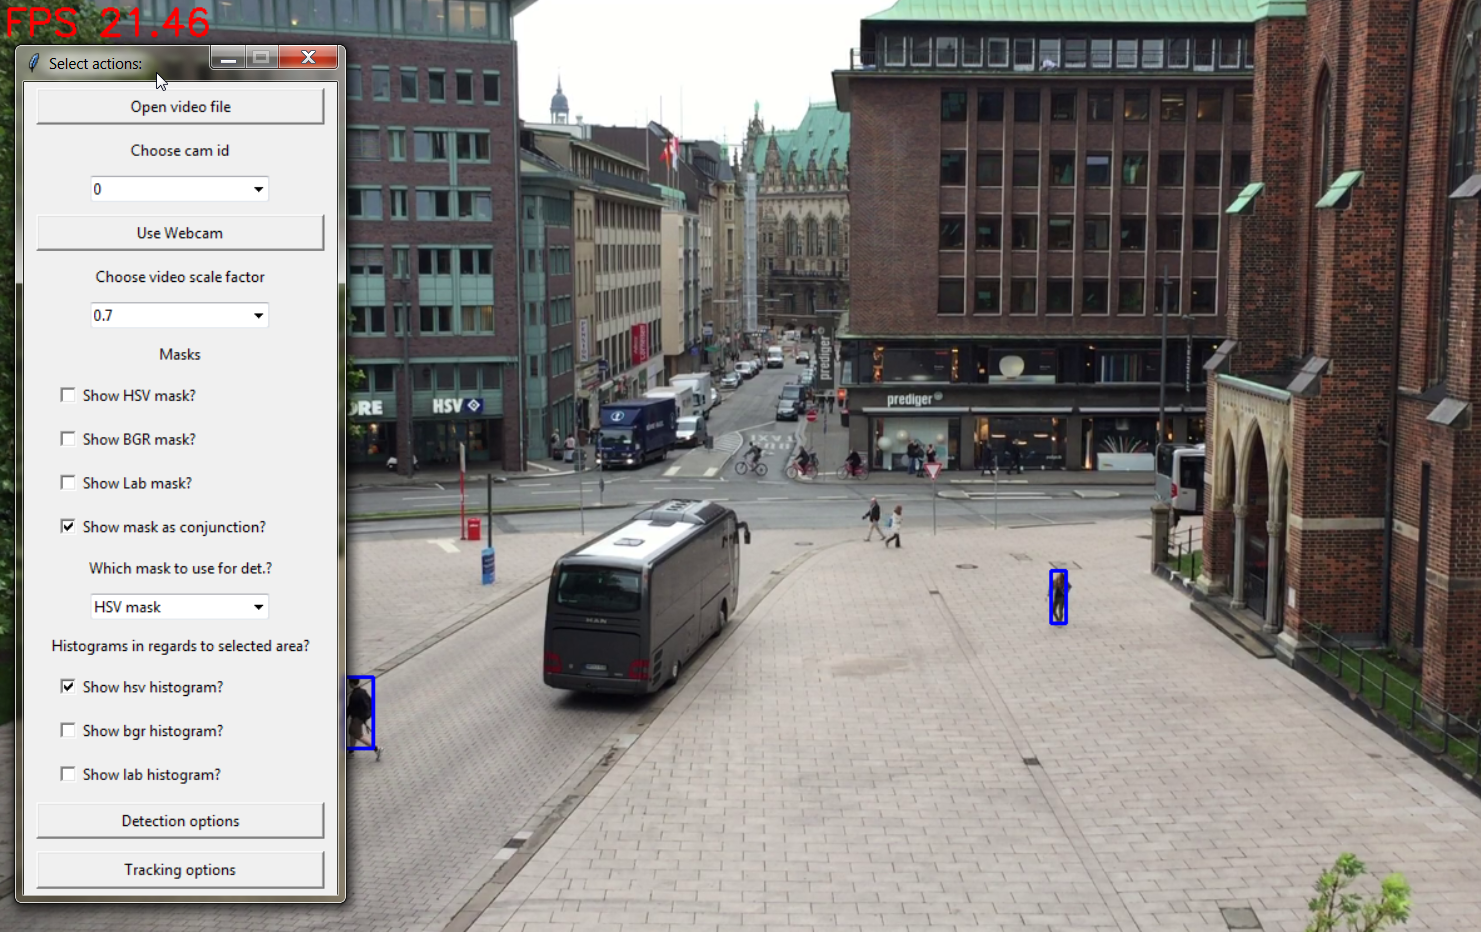 FPS 21.46
Select actions:
Open video file
Choose cam id
0
Use Webcam
Choose video scale factor
0.7
Masks
Show HSV mask?
Show BGR mask?
Show Lab mask?
Show mask as conjunction?
Which mask to use for det.?
HSV mask
Histograms in regards to selected area?
Show hsv histogram?
Show bgr histogram?
Show lab histogram?
Detection options
Tracking options
ORE
HSV
prediger
prediger
TAXI
MAN